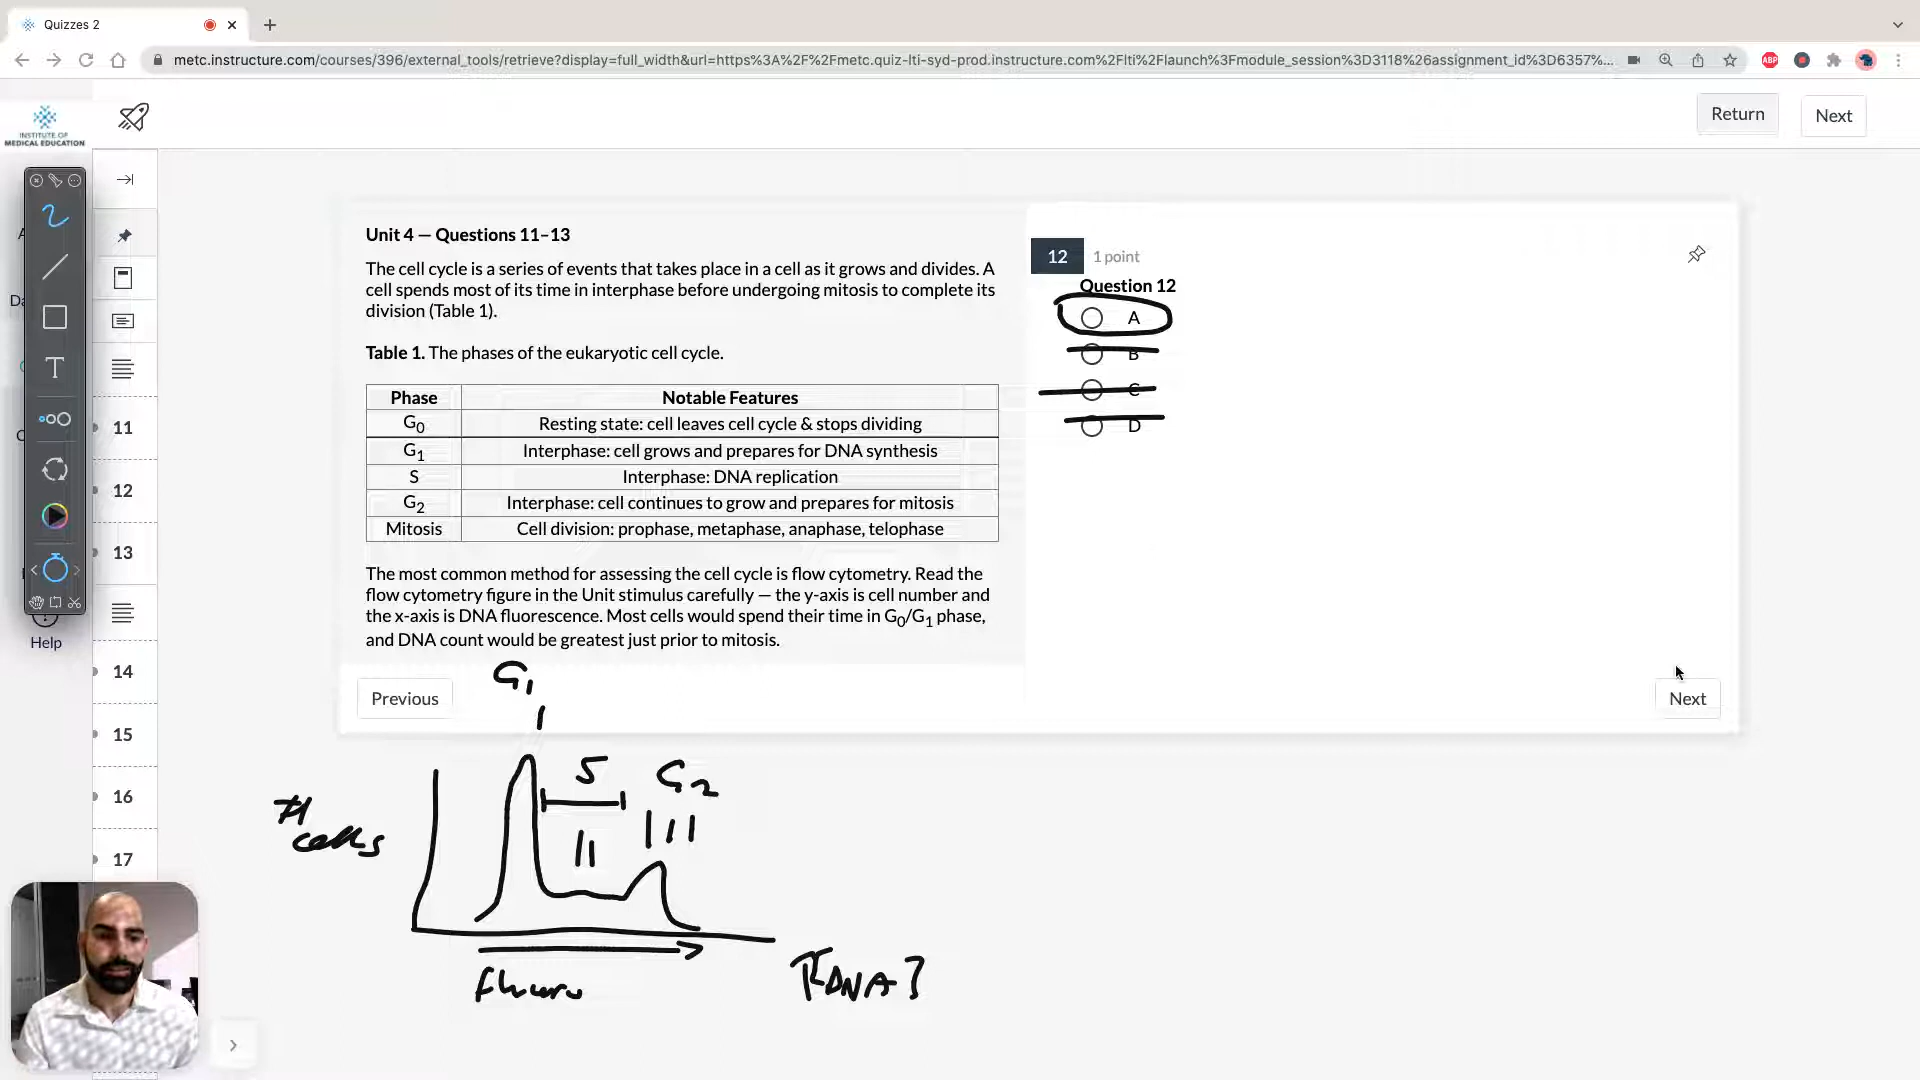 Quizzes 2
metc.instructure.com/courses/396/external_tools/retrieve?display=full_width&url=https%3A%2F%2Fmetc.quiz-lti-syd-prod.instructure.com%2Flti%2Flaunch%3Fmodule_session%3D3118%26assignment_id%3D6357%...
ABP
INSTITUTE OF
MEDICAL EDUCATION
Return
Next
Unit 4 — Questions 11–13
The cell cycle is a series of events that takes place in a cell as it grows and divides. A
cell spends most of its time in interphase before undergoing mitosis to complete its
division (Table 1).
Table 1. The phases of the eukaryotic cell cycle.
Phase Notable Features
G0 Resting state: cell leaves cell cycle & stops dividing
G1 Interphase: cell grows and prepares for DNA synthesis
S Interphase: DNA replication
G2 Interphase: cell continues to grow and prepares for mitosis
Mitosis Cell division: prophase, metaphase, anaphase, telophase
The most common method for assessing the cell cycle is flow cytometry. Read the
flow cytometry figure in the Unit stimulus carefully — the y-axis is cell number and
the x-axis is DNA fluorescence. Most cells would spend their time in G0/G1 phase,
and DNA count would be greatest just prior to mitosis.
Previous
12 1 point
Question 12
A
B
C
D
Next
T
11
12
13
Help
14
15
16
17
G1
I
S
G2
II
III
# cells
fluoro
[DNA]